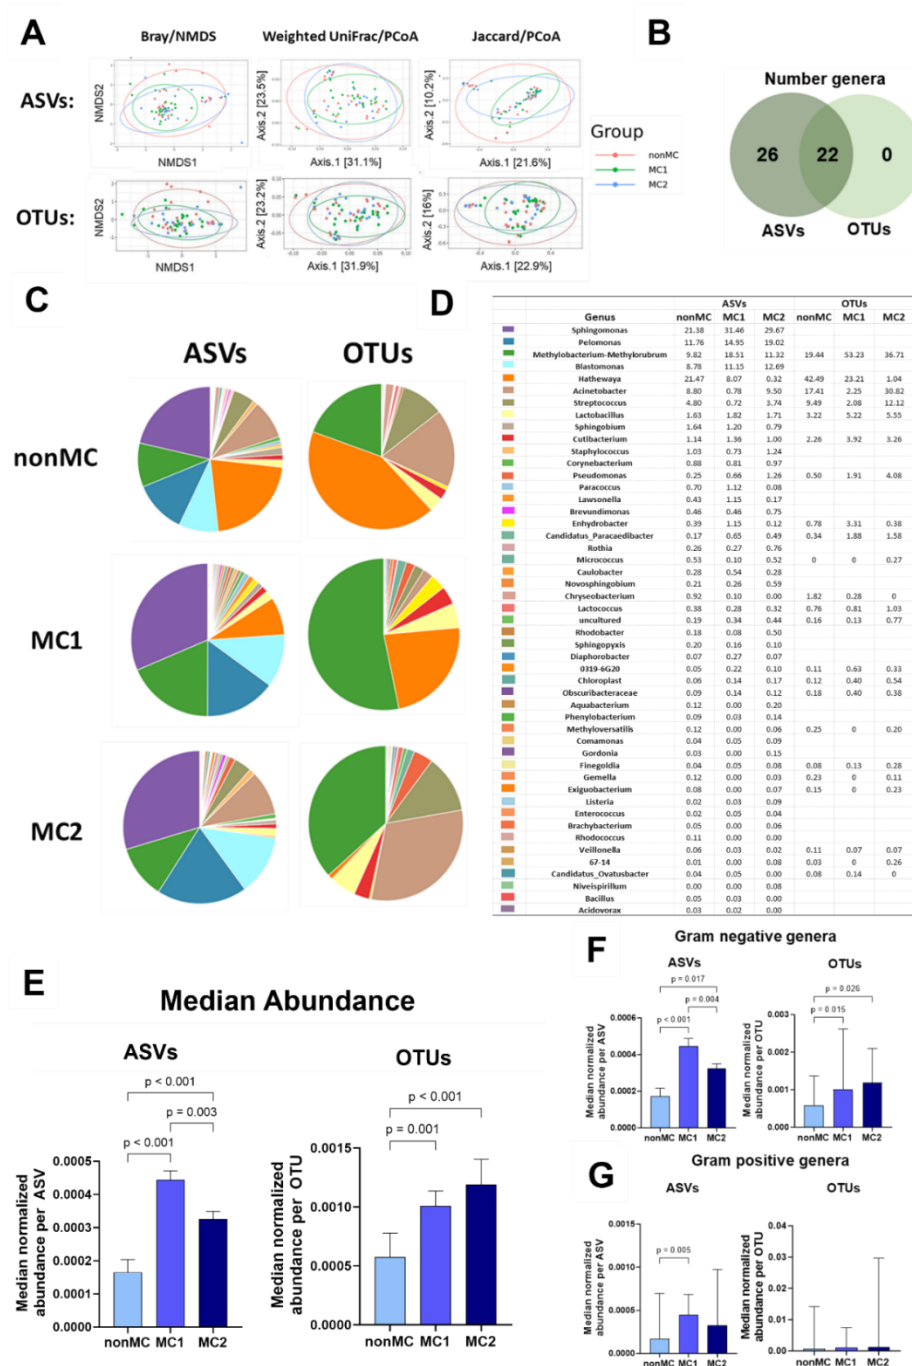 A
Bray/NMDS Weighted UniFrac/PCoA Jaccard/PCoA
ASVs:
NMDS2
NMDS1
Axis.2 [23.5%]
Axis.1 [31.1%]
Axis.2 [10.2%]
Axis.1 [21.6%]
Group
nonMC
MC1
MC2
OTUs:
NMDS2
NMDS1
Axis.2 [23.2%]
Axis.1 [31.9%]
Axis.2 [16%]
Axis.1 [22.9%]
B
Number genera
26 22 0
ASVs OTUs
C
ASVs OTUs
nonMC
MC1
MC2
D
ASVs OTUs
Genus nonMC MC1 MC2 nonMC MC1 MC2
Sphingomonas 21.38 31.46 29.67
Pelomonas 11.76 14.95 19.02
Methylobacterium-Methylorubrum 9.82 18.51 11.32 19.44 53.23 36.71
Blastomonas 8.78 11.15 12.69
Hathewaya 21.47 8.07 0.32 42.49 23.21 1.04
Acinetobacter 8.80 0.78 9.50 17.41 2.25 30.82
Streptococcus 4.80 0.72 3.74 9.49 2.08 12.12
Lactobacillus 1.63 1.82 1.71 3.22 5.22 5.55
Sphingobium 1.64 1.20 0.79
Cutibacterium 1.14 1.36 1.00 2.26 3.92 3.26
Staphylococcus 1.03 0.73 1.24
Corynebacterium 0.88 0.81 0.97
Pseudomonas 0.25 0.66 1.26 0.50 1.91 4.08
Paracoccus 0.70 1.12 0.08
Lawsonella 0.43 1.15 0.17
Brevundimonas 0.46 0.46 0.75
Enhydrobacter 0.39 1.15 0.12 0.78 3.31 0.38
Candidatus_Paracaedibacter 0.17 0.65 0.49 0.34 1.88 1.58
Rothia 0.26 0.27 0.76
Micrococcus 0.53 0.10 0.52 0 0 0.27
Caulobacter 0.28 0.54 0.28
Novosphingobium 0.21 0.26 0.59
Chryseobacterium 0.92 0.10 0.00 1.82 0.28 0
Lactococcus 0.38 0.28 0.32 0.76 0.81 1.03
uncultured 0.19 0.34 0.44 0.16 0.13 0.77
Rhodobacter 0.18 0.08 0.50
Sphingopyxis 0.20 0.16 0.10
Diaphorobacter 0.07 0.27 0.07
0319-6G20 0.05 0.22 0.10 0.11 0.63 0.33
Chloroplast 0.06 0.14 0.17 0.12 0.40 0.54
Obscuribacteraceae 0.09 0.14 0.12 0.18 0.40 0.38
Aquabacterium 0.12 0.00 0.20
Phenylobacterium 0.09 0.03 0.14
Methyloversatilis 0.12 0.00 0.06 0.25 0 0.20
Comamonas 0.04 0.05 0.09
Gordonia 0.03 0.00 0.15
Finegoldia 0.04 0.05 0.08 0.08 0.13 0.28
Gemella 0.12 0.00 0.03 0.23 0 0.11
Exiguobacterium 0.08 0.00 0.07 0.15 0 0.23
Listeria 0.02 0.03 0.09
Enterococcus 0.02 0.05 0.04
Brachybacterium 0.05 0.00 0.06
Rhodococcus 0.11 0.00 0.00
Veillonella 0.06 0.03 0.02 0.11 0.07 0.07
67-14 0.01 0.00 0.08 0.03 0 0.26
Candidatus_Ovatusbacter 0.04 0.05 0.00 0.08 0.14 0
Niveispirillum 0.00 0.00 0.08
Bacillus 0.05 0.03 0.00
Acidovorax 0.03 0.02 0.00
E
Median Abundance
ASVs
p < 0.001
p = 0.003
p < 0.001
0.0005
0.0004
0.0003
0.0002
0.0001
0.0000
Median normalized
abundance per ASV
nonMC MC1 MC2
OTUs
p < 0.001
p = 0.001
0.0015
0.0010
0.0005
0.0000
Median normalized
abundance per OTU
nonMC MC1 MC2
F
Gram negative genera
ASVs
p = 0.017
p = 0.004
p < 0.001
0.0006
0.0004
0.0002
0.0000
Median normalized
abundance per ASV
nonMC MC1 MC2
OTUs
p = 0.026
p = 0.015
0.003
0.002
0.001
0.000
Median normalized
abundance per OTU
nonMC MC1 MC2
G
Gram positive genera
ASVs
p = 0.005
0.0015
0.0010
0.0005
0.0000
Median normalized
abundance per ASV
nonMC MC1 MC2
OTUs
0.04
0.03
0.02
0.01
0.00
Median normalized
abundance per OTU
nonMC MC1 MC2